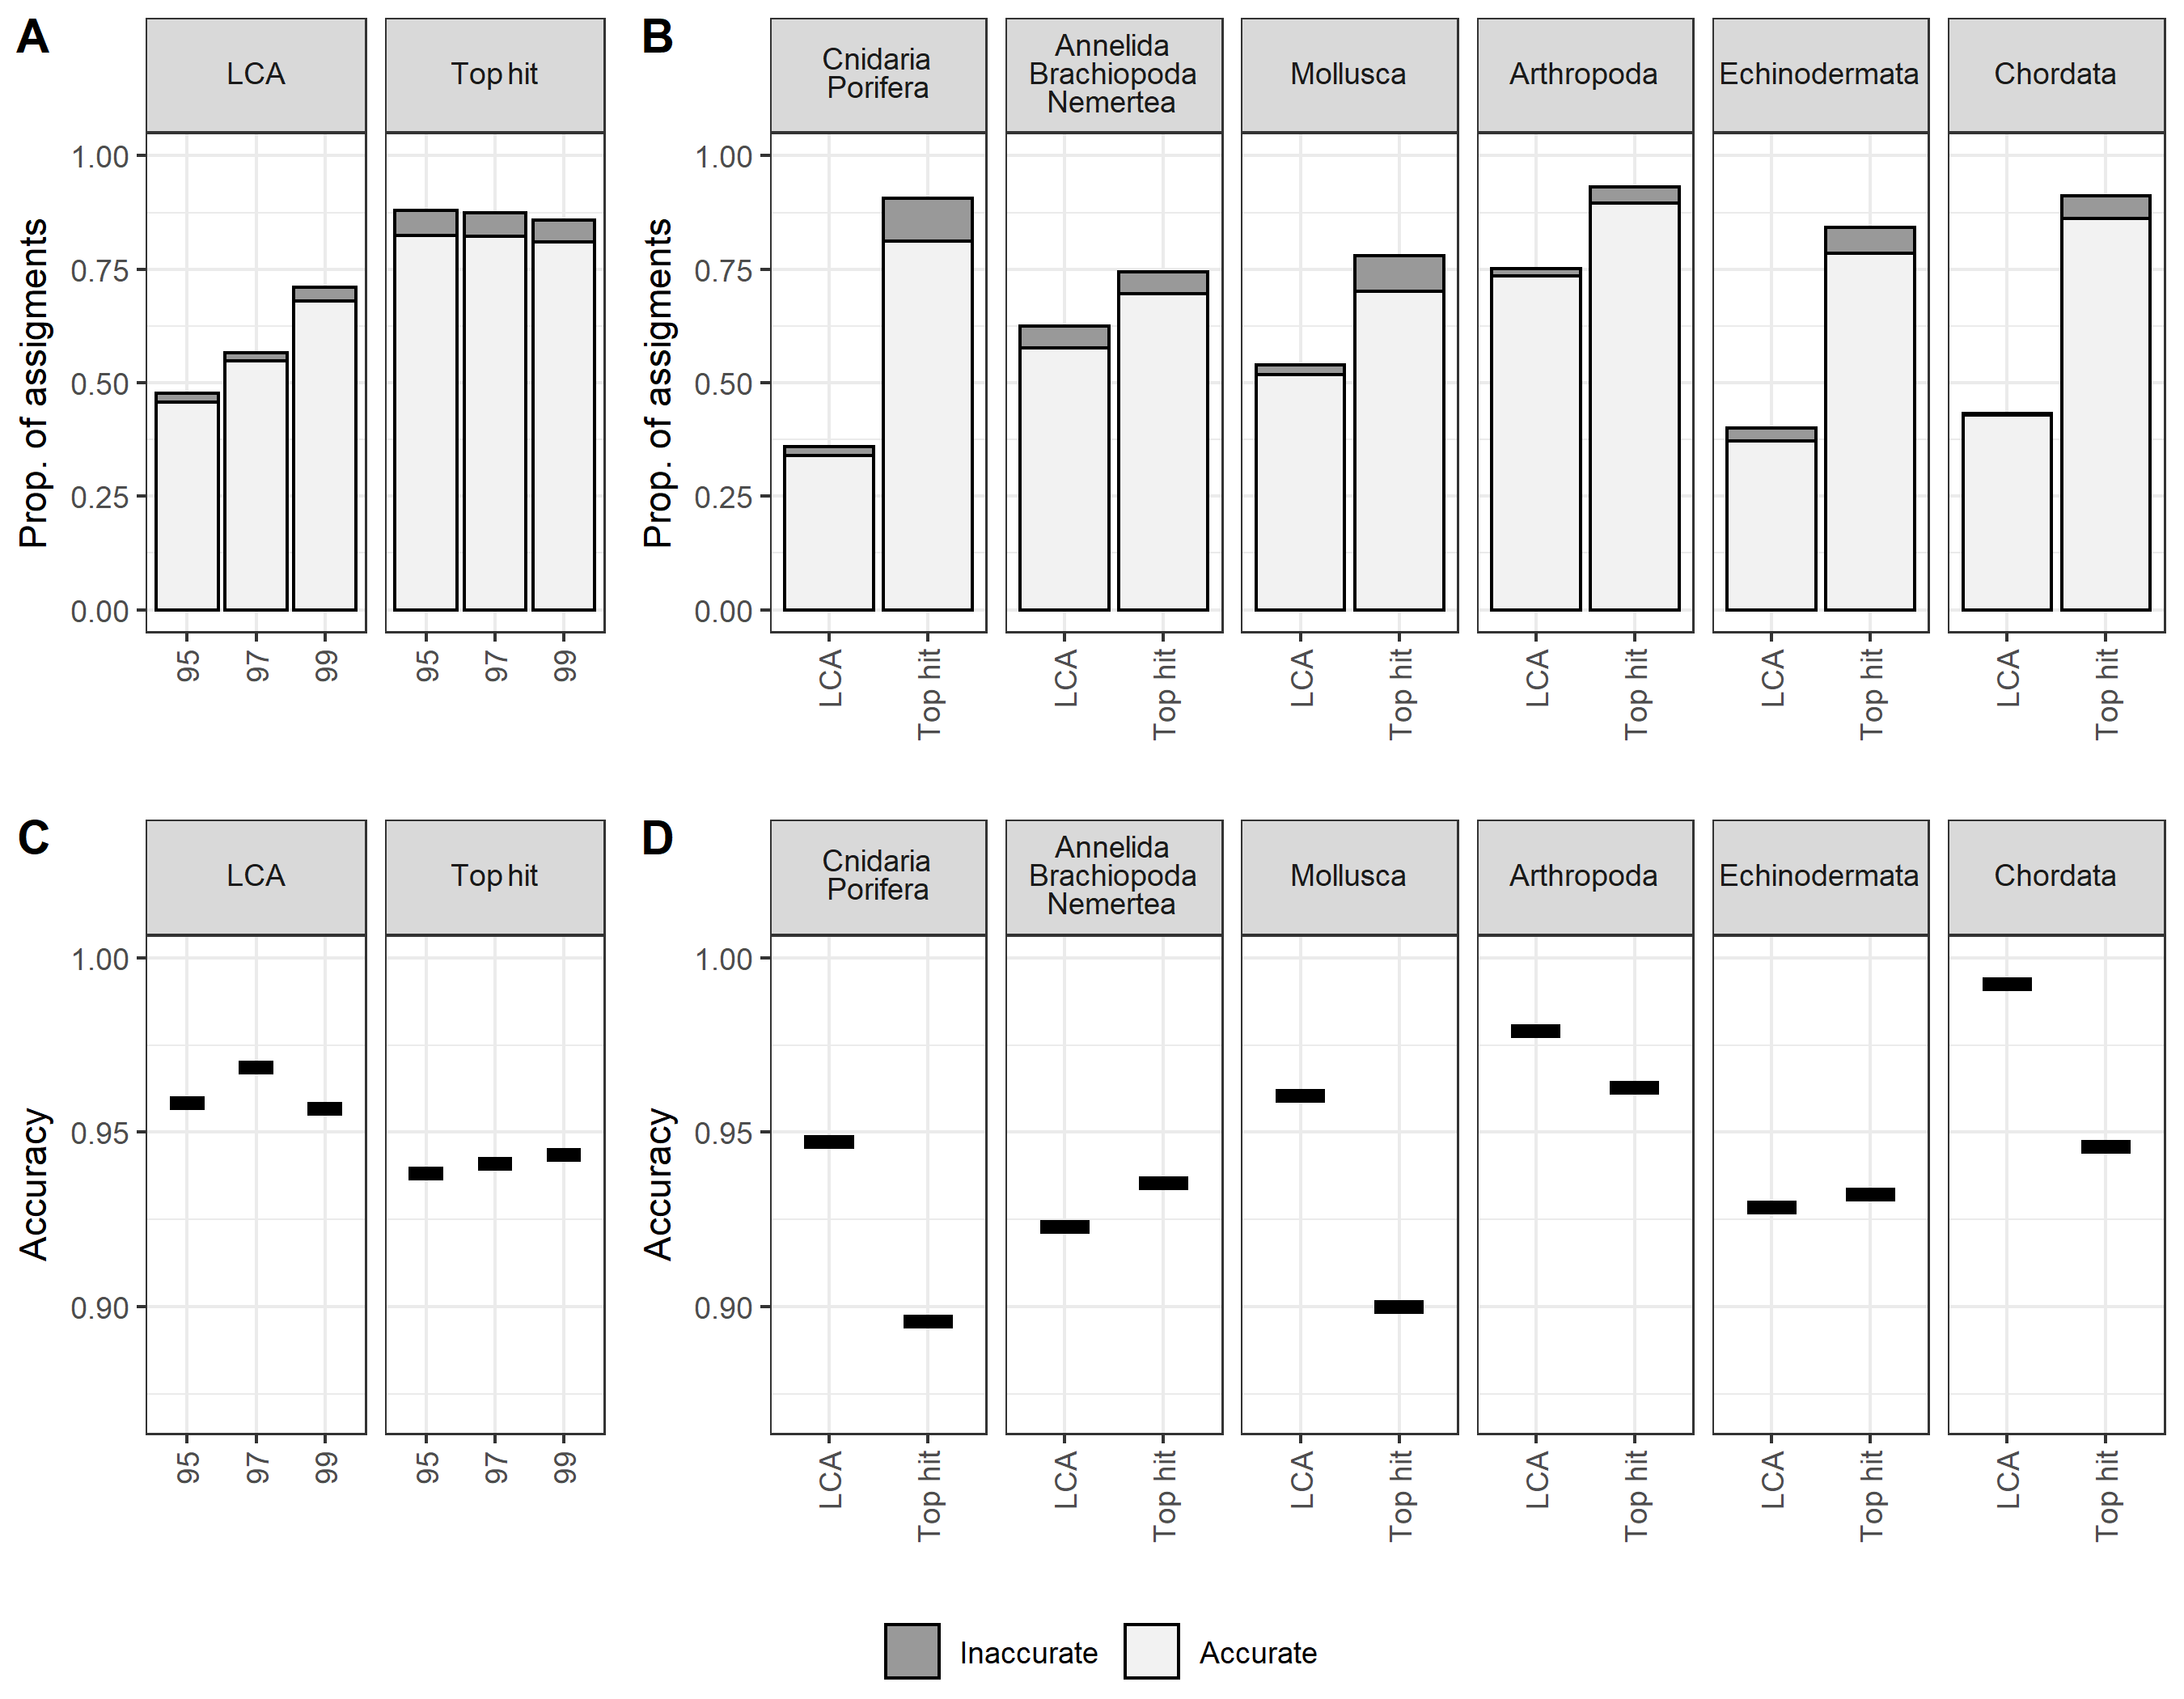 A
LCA
Top hit
Prop. of assigments
1.00
0.75
0.50
0.25
0.00
95
97
99
95
97
99
B
Cnidaria
Porifera
Annelida
Brachiopoda
Nemertea
Mollusca
Arthropoda
Echinodermata
Chordata
Prop. of assigments
1.00
0.75
0.50
0.25
0.00
LCA
Top hit
LCA
Top hit
LCA
Top hit
LCA
Top hit
LCA
Top hit
LCA
Top hit
C
LCA
Top hit
Accuracy
1.00
0.95
0.90
95
97
99
95
97
99
D
Cnidaria
Porifera
Annelida
Brachiopoda
Nemertea
Mollusca
Arthropoda
Echinodermata
Chordata
Accuracy
1.00
0.95
0.90
LCA
Top hit
LCA
Top hit
LCA
Top hit
LCA
Top hit
LCA
Top hit
LCA
Top hit
Inaccurate
Accurate